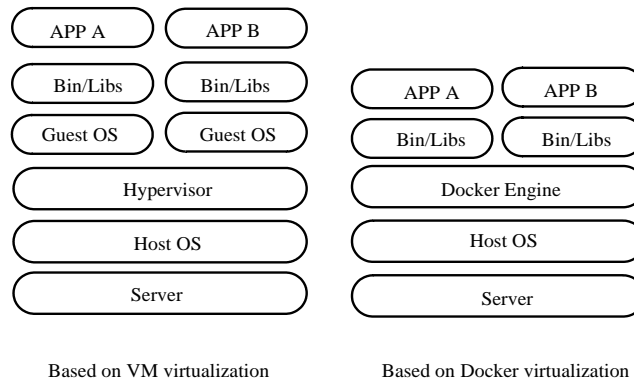 APP A
APP B
Bin/Libs
Bin/Libs
Guest OS
Guest OS
Hypervisor
Host OS
Server
Based on VM virtualization
APP A
APP B
Bin/Libs
Bin/Libs
Docker Engine
Host OS
Server
Based on Docker virtualization